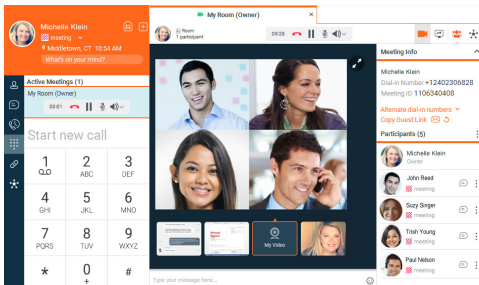 Michelle Klein
meeting
Middletown, CT 10:54 AM
What's on your mind?
Active Meetings (1)
My Room (Owner)
00:01
Start new call
1
2 ABC
3 DEF
4 GHI
5 JKL
6 MNO
7 PQRS
8 TUV
9 WXYZ
*
0 +
#
My Room (Owner) ×
Room
1 participant
09:28
My Video
Type your message here...
Meeting Info
Michelle Klein
Dial-in Number +12402306828
Meeting ID 1106340408
Alternate dial-in numbers
Copy Guest Link
Participants (5)
Michelle Klein
Owner
John Reed
meeting
Suzy Singer
meeting
Trish Young
meeting
Paul Nelson
meeting